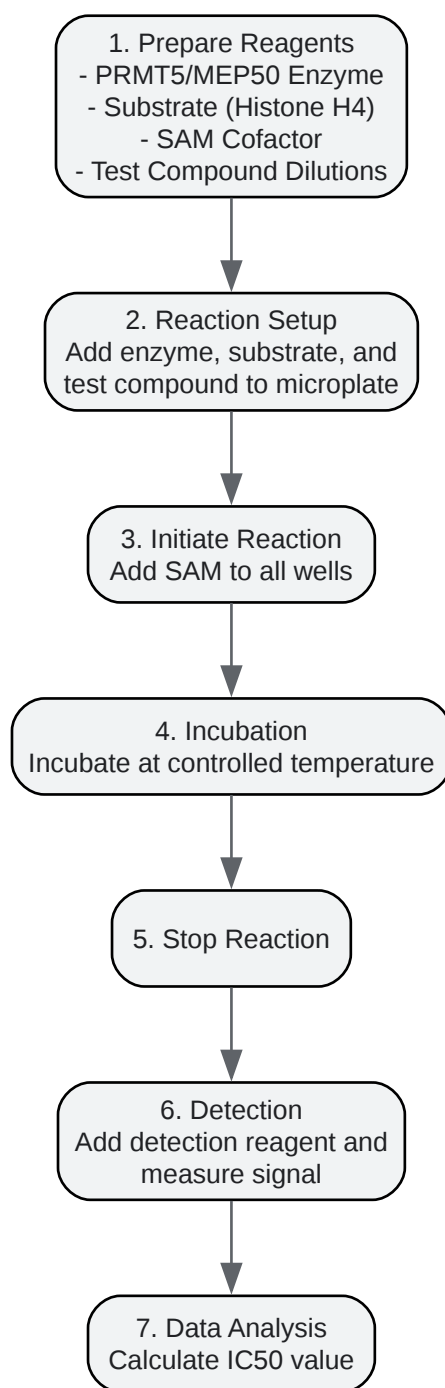 1. Prepare Reagents
- PRMT5/MEP50 Enzyme
- Substrate (Histone H4)
- SAM Cofactor
- Test Compound Dilutions
2. Reaction Setup
Add enzyme, substrate, and
test compound to microplate
3. Initiate Reaction
Add SAM to all wells
4. Incubation
Incubate at controlled temperature
5. Stop Reaction
6. Detection
Add detection reagent and
measure signal
7. Data Analysis
Calculate IC50 value